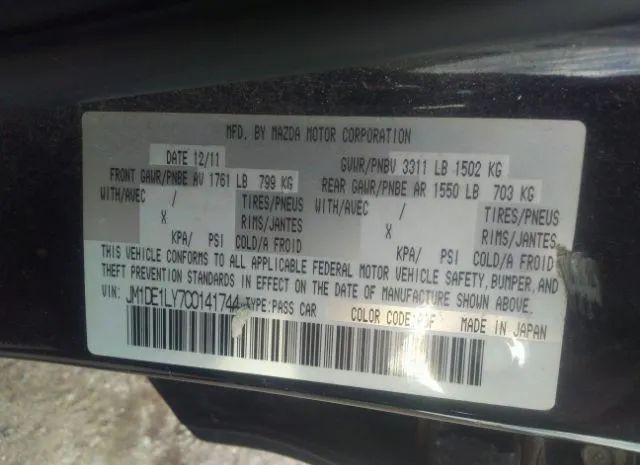 MFD. BY MAZDA MOTOR CORPORATION
DATE 12/11 GVWR/PNBV 3311 LB 1502 KG
FRONT GAWR/PNBE AV 1761 LB 799 KG REAR GAWR/PNBE AR 1550 LB 703 KG
WITH/AVEC / TIRES/PNEUS WITH/AVEC / TIRES/PNEUS
X RIMS/JANTES X RIMS/JANTES
KPA/ PSI COLD/A FROID KPA/ PSI COLD/A FROID
THIS VEHICLE CONFORMS TO ALL APPLICABLE FEDERAL MOTOR VEHICLE SAFETY, BUMPER, AND
THEFT PREVENTION STANDARDS IN EFFECT ON THE DATE OF MANUFACTURE SHOWN ABOVE.
VIN: JM1DE1LY7C0141744 TYPE:PASS CAR COLOR CODE: MADE IN JAPAN